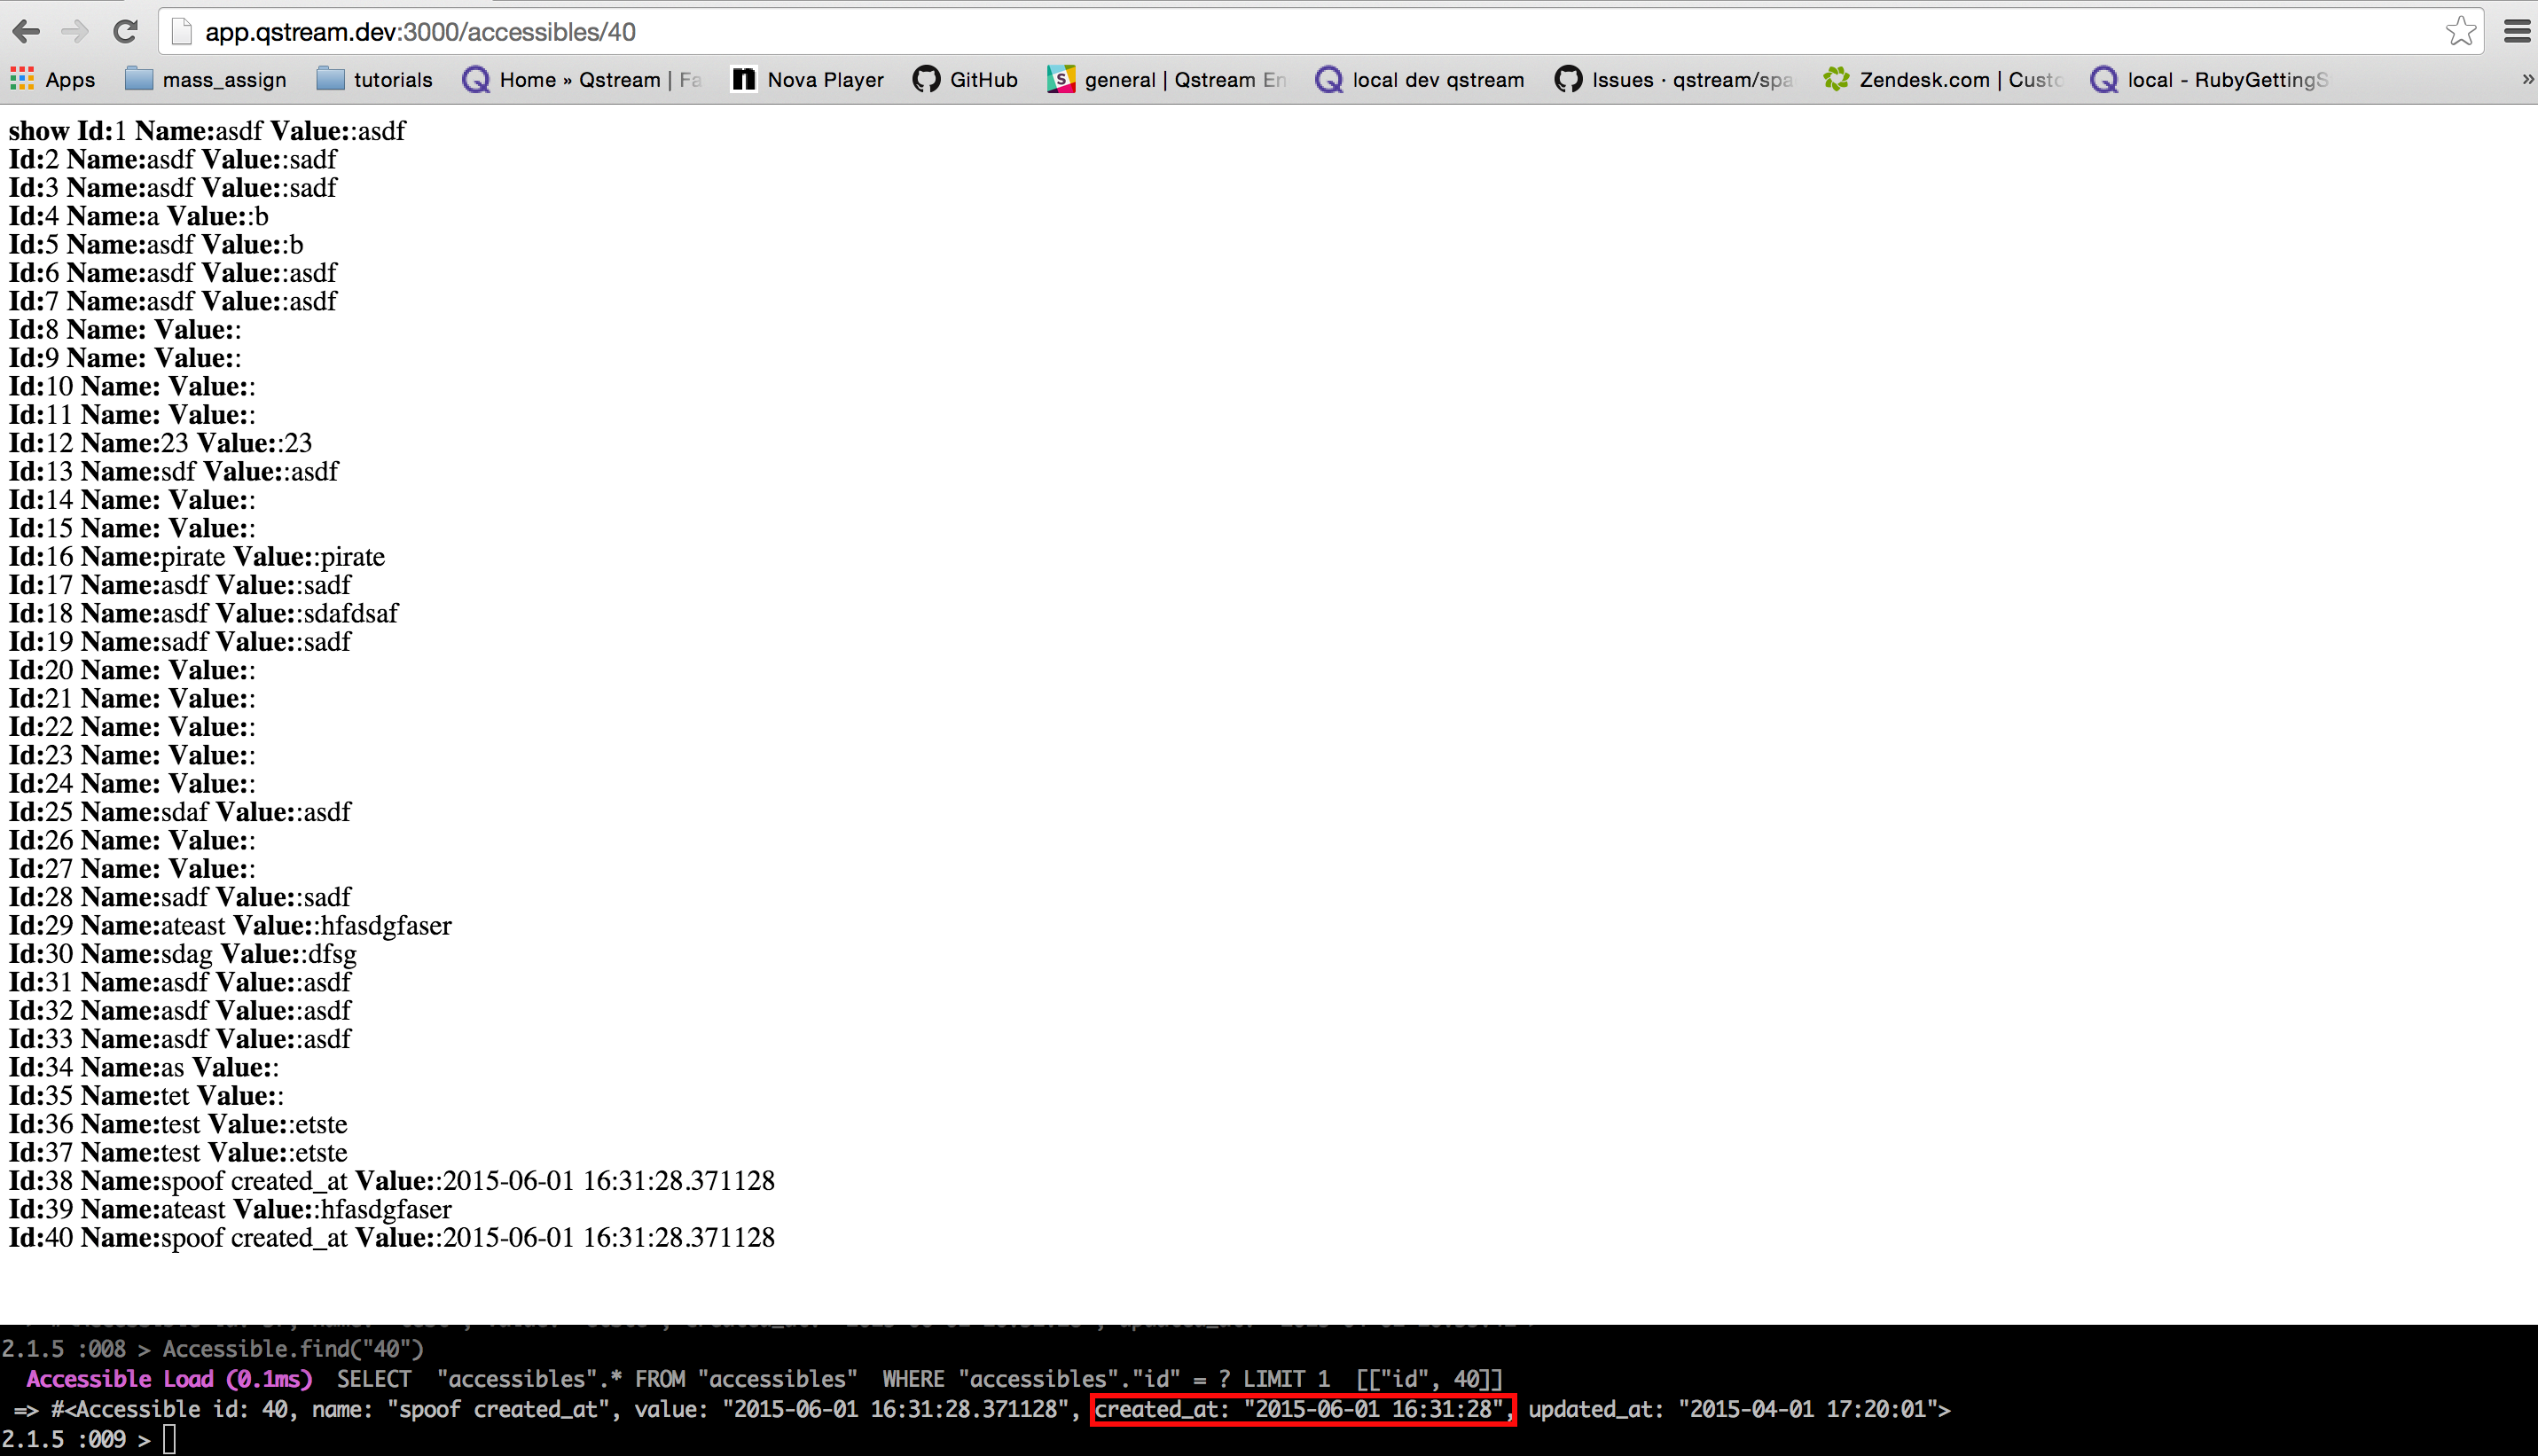 app.qstream.dev:3000/accessibles/40
Apps mass_assign tutorials Home » Qstream | Fa Nova Player GitHub general | Qstream En local dev qstream Issues · qstream/spa Zendesk.com | Custo local - RubyGettingS »
show Id:1 Name:asdf Value::asdf
Id:2 Name:asdf Value::sadf
Id:3 Name:asdf Value::sadf
Id:4 Name:a Value::b
Id:5 Name:asdf Value::b
Id:6 Name:asdf Value::asdf
Id:7 Name:asdf Value::asdf
Id:8 Name: Value::
Id:9 Name: Value::
Id:10 Name: Value::
Id:11 Name: Value::
Id:12 Name:23 Value::23
Id:13 Name:sdf Value::asdf
Id:14 Name: Value::
Id:15 Name: Value::
Id:16 Name:pirate Value::pirate
Id:17 Name:asdf Value::sadf
Id:18 Name:asdf Value::sdafdsaf
Id:19 Name:sadf Value::sadf
Id:20 Name: Value::
Id:21 Name: Value::
Id:22 Name: Value::
Id:23 Name: Value::
Id:24 Name: Value::
Id:25 Name:sdaf Value::asdf
Id:26 Name: Value::
Id:27 Name: Value::
Id:28 Name:sadf Value::sadf
Id:29 Name:ateast Value::hfasdgfaser
Id:30 Name:sdag Value::dfsg
Id:31 Name:asdf Value::asdf
Id:32 Name:asdf Value::asdf
Id:33 Name:asdf Value::asdf
Id:34 Name:as Value::
Id:35 Name:tet Value::
Id:36 Name:test Value::etste
Id:37 Name:test Value::etste
Id:38 Name:spoof created_at Value::2015-06-01 16:31:28.371128
Id:39 Name:ateast Value::hfasdgfaser
Id:40 Name:spoof created_at Value::2015-06-01 16:31:28.371128
2.1.5 :008 > Accessible.find("40")
Accessible Load (0.1ms) SELECT "accessibles".* FROM "accessibles" WHERE "accessibles"."id" = ? LIMIT 1 [["id", 40]]
=> #<Accessible id: 40, name: "spoof created_at", value: "2015-06-01 16:31:28.371128", created_at: "2015-06-01 16:31:28", updated_at: "2015-04-01 17:20:01">
2.1.5 :009 >